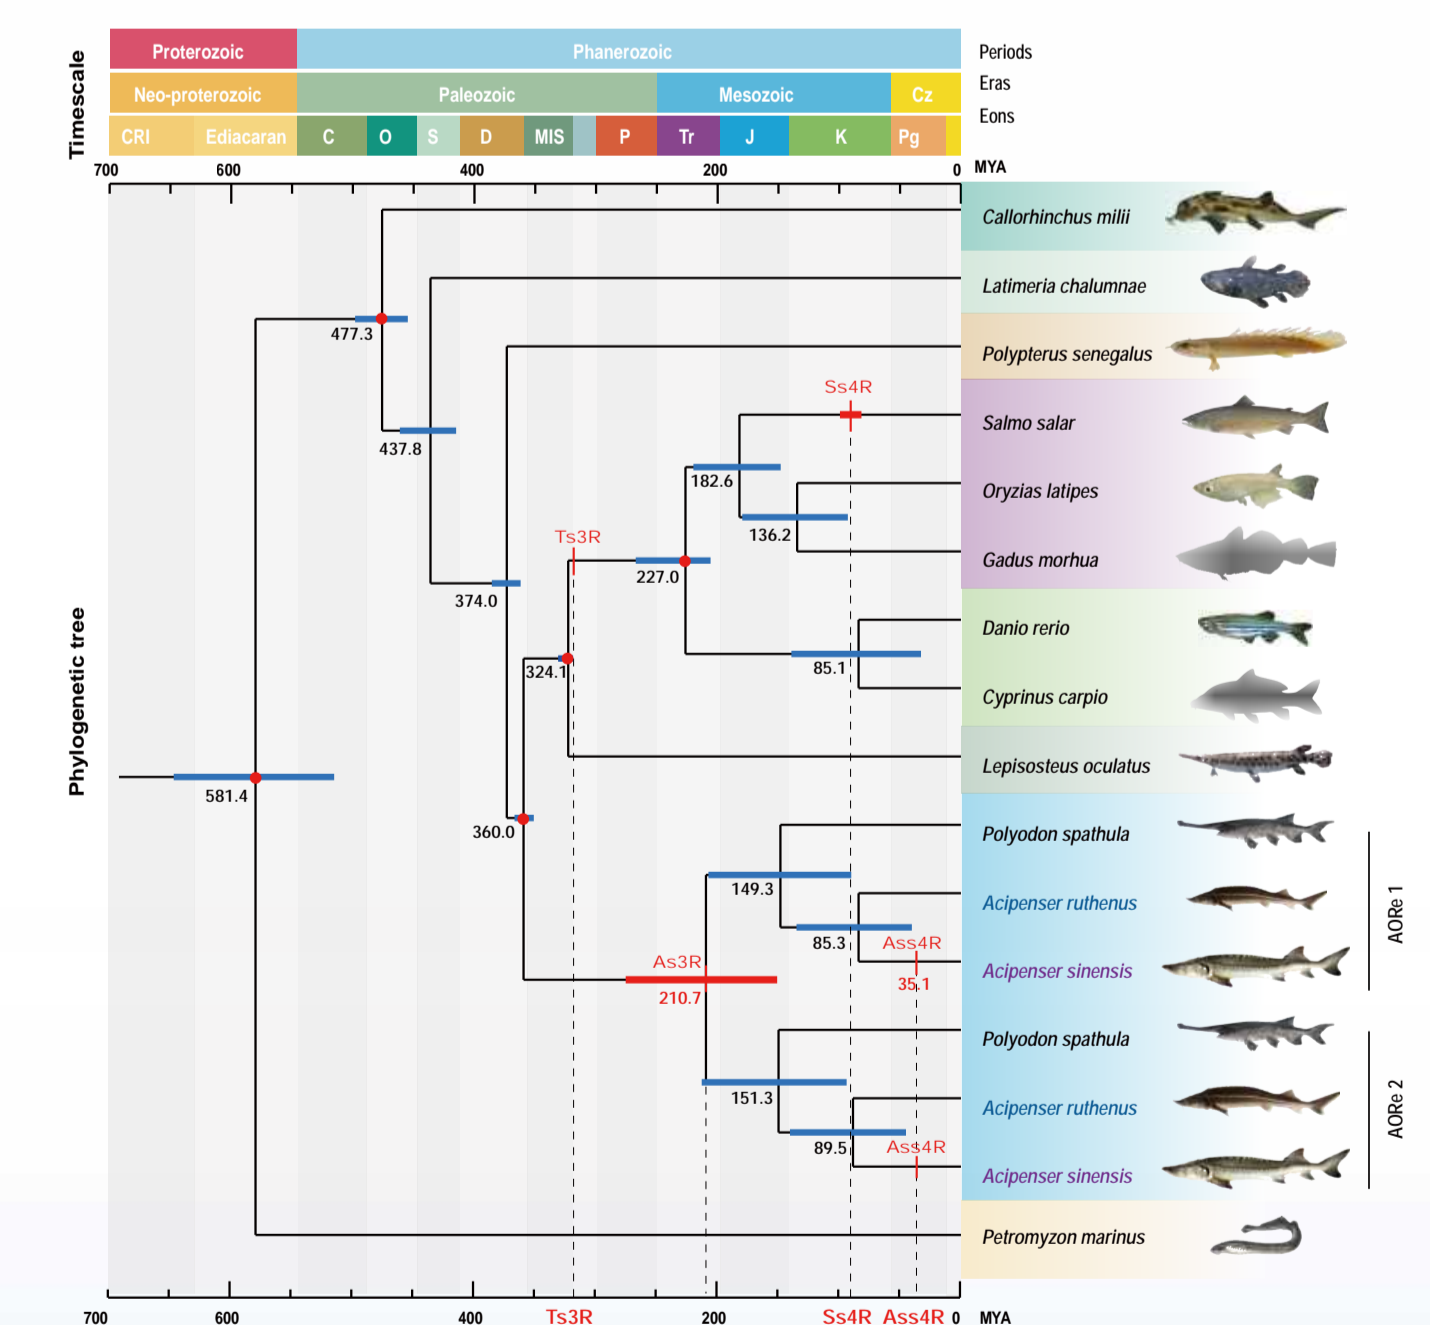 Timescale
Proterozoic
Phanerozoic
Periods
Neo-proterozoic
Paleozoic
Mesozoic
Cz
Eras
CRI
Ediacaran
C
O
S
D
MIS
P
Tr
J
K
Pg
Eons
700
600
400
200
0
MYA
Phylogenetic tree
Callorhinchus milii
Latimeria chalumnae
477.3
Polypterus senegalus
Ss4R
Salmo salar
437.8
182.6
Oryzias latipes
136.2
Ts3R
Gadus morhua
227.0
374.0
Danio rerio
324.1
85.1
Cyprinus carpio
Lepisosteus oculatus
581.4
360.0
Polyodon spathula
149.3
Acipenser ruthenus
85.3
Ass4R
As3R
Acipenser sinensis
210.7
35.1
AORe 1
Polyodon spathula
151.3
Acipenser ruthenus
89.5
Ass4R
Acipenser sinensis
AORe 2
Petromyzon marinus
700
600
400
Ts3R
200
Ss4R
Ass4R
0
MYA